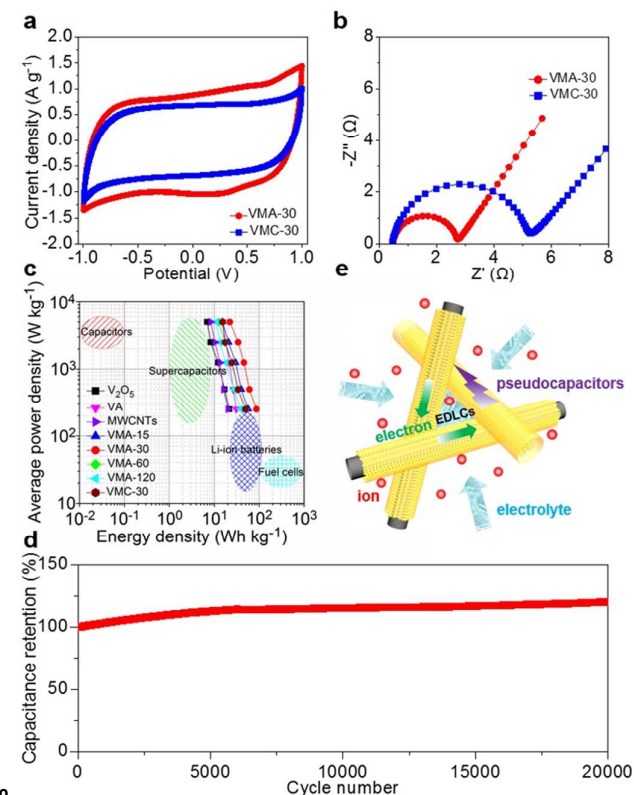 a
2.0
1.5
1.0
0.5
0.0
-0.5
-1.0
-1.5
-2.0
Current density (A g⁻¹)
VMA-30
VMC-30
-1.0 -0.5 0.0 0.5 1.0
Potential (V)
b
8
6
4
2
0
-Z'' (Ω)
VMA-30
VMC-30
0 2 4 6 8
Z' (Ω)
c
10⁴
10³
10²
10
Average power density (W kg⁻¹)
Capacitors
Supercapacitors
Li-ion batteries
Fuel cells
V₂O₅
VA
MWCNTs
VMA-15
VMA-30
VMA-60
VMA-120
VMC-30
10⁻² 10⁻¹ 10⁰ 10¹ 10² 10³
Energy density (Wh kg⁻¹)
e
pseudocapacitors
EDLCs
electron
ion
electrolyte
d
150
100
50
0
Capacitance retention (%)
0 5000 10000 15000 20000
Cycle number